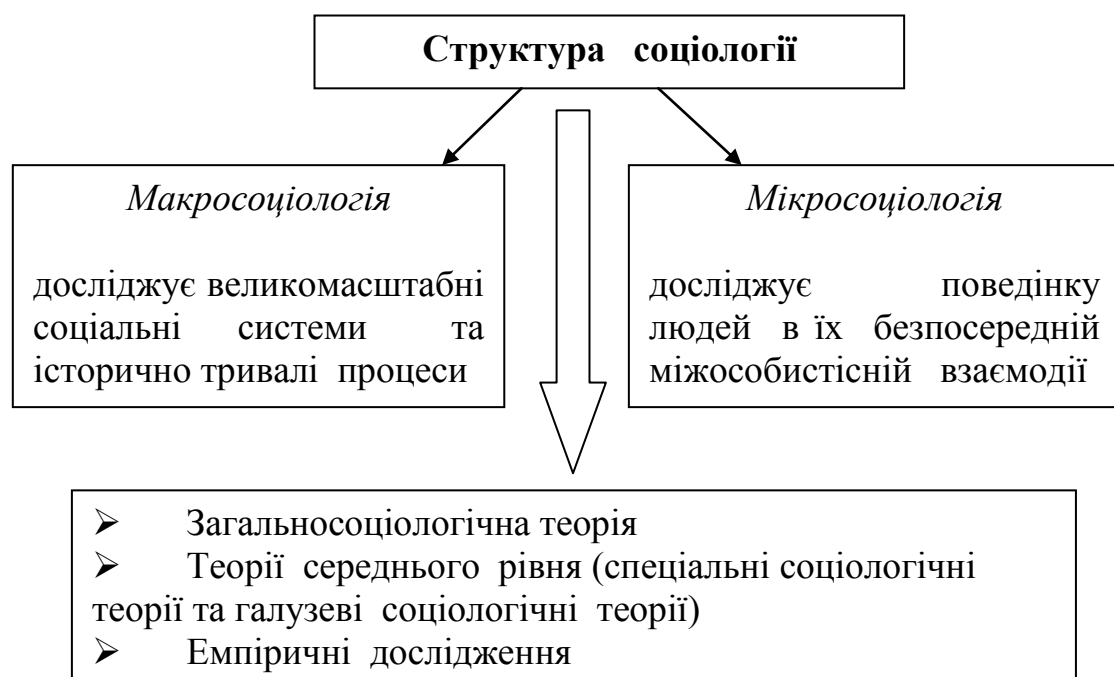 Структура соціології
Макросоціологія
досліджує великомасштабні
соціальні системи та
історично тривалі процеси
Мікросоціологія
досліджує поведінку
людей в їх безпосередній
міжособистісній взаємодії
➢ Загальносоціологічна теорія
➢ Теорії середнього рівня (спеціальні соціологічні
теорії та галузеві соціологічні теорії)
➢ Емпіричні дослідження